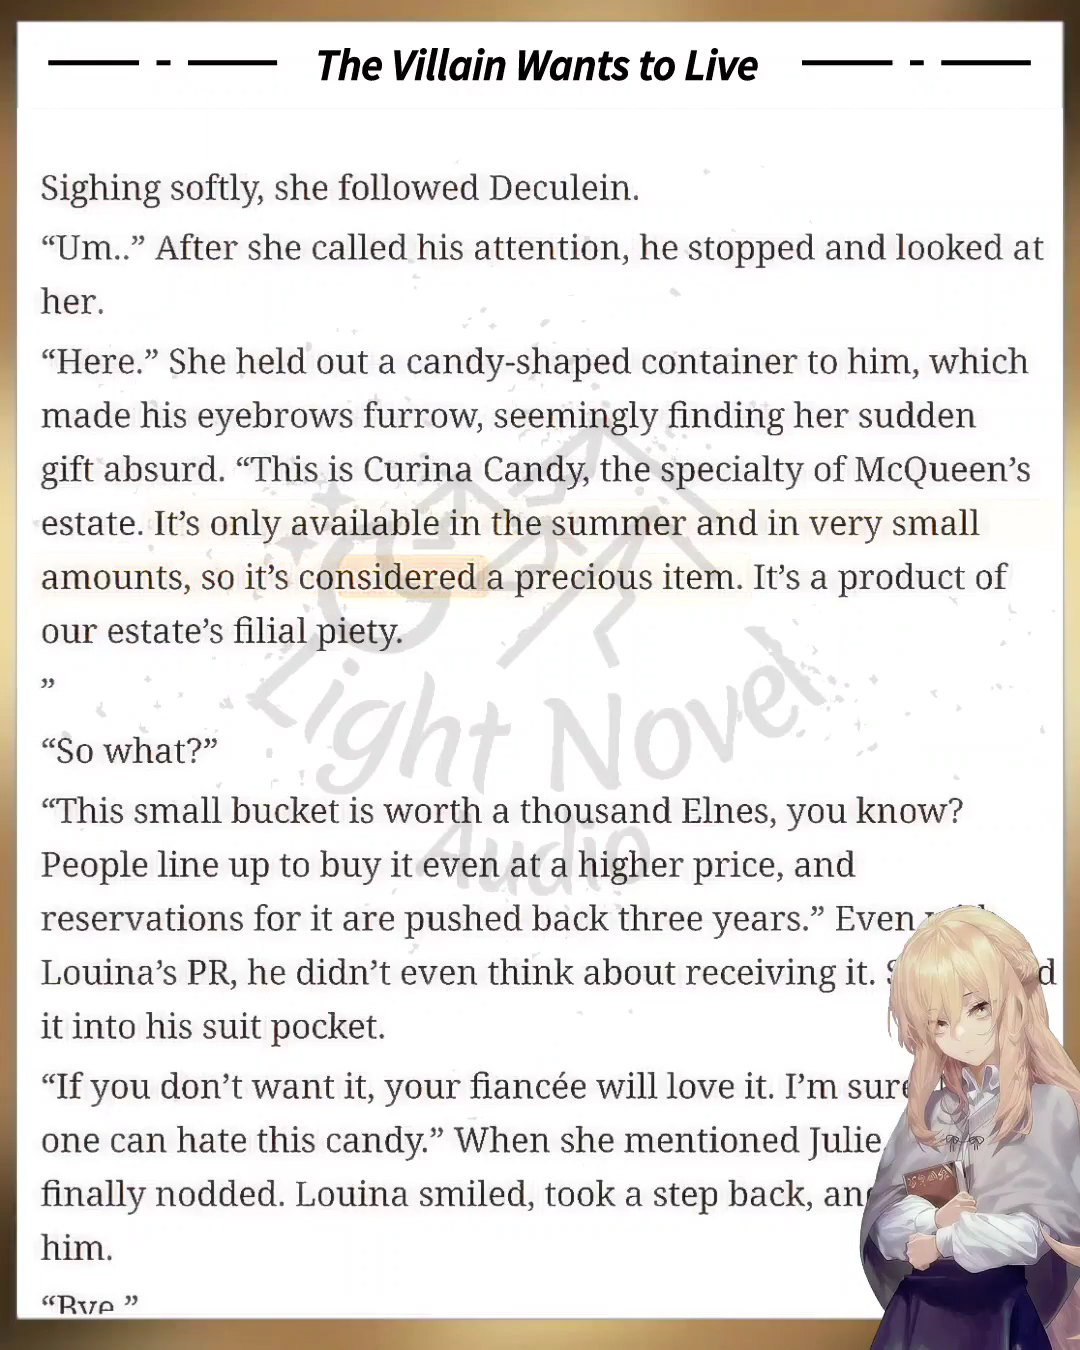 The Villain Wants to Live
Sighing softly, she followed Deculein.
“Um..” After she called his attention, he stopped and looked at
her.
“Here.” She held out a candy-shaped container to him, which
made his eyebrows furrow, seemingly finding her sudden
gift absurd. “This is Curina Candy, the specialty of McQueen’s
estate. It’s only available in the summer and in very small
amounts, so it’s considered a precious item. It’s a product of
our estate’s filial piety.
”
“So what?”
“This small bucket is worth a thousand Elnes, you know?
People line up to buy it even at a higher price, and
reservations for it are pushed back three years.” Even
Louina’s PR, he didn’t even think about receiving it.
it into his suit pocket.
“If you don’t want it, your fiancée will love it. I’m sure
one can hate this candy.” When she mentioned Julie
finally nodded. Louina smiled, took a step back, and
him.
“Bye.”
Light Novel
Audio